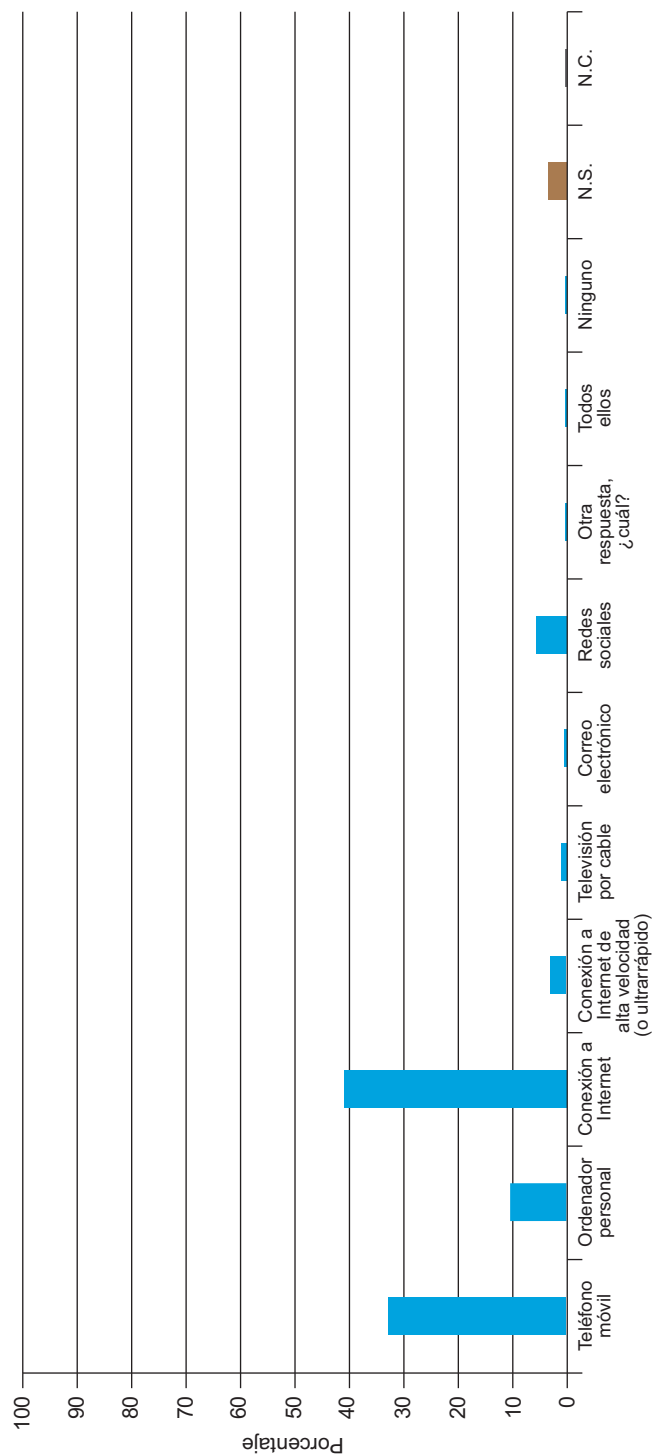 Porcentaje
100
90
80
70
60
50
40
30
20
10
0
Teléfono
móvil
Ordenador
personal
Conexión a
Internet
Conexión a
Internet de
alta velocidad
(o ultrarrápido)
Televisión
por cable
Correo
electrónico
Redes
sociales
Otra
respuesta,
¿cuál?
Todos
ellos
Ninguno
N.S.
N.C.